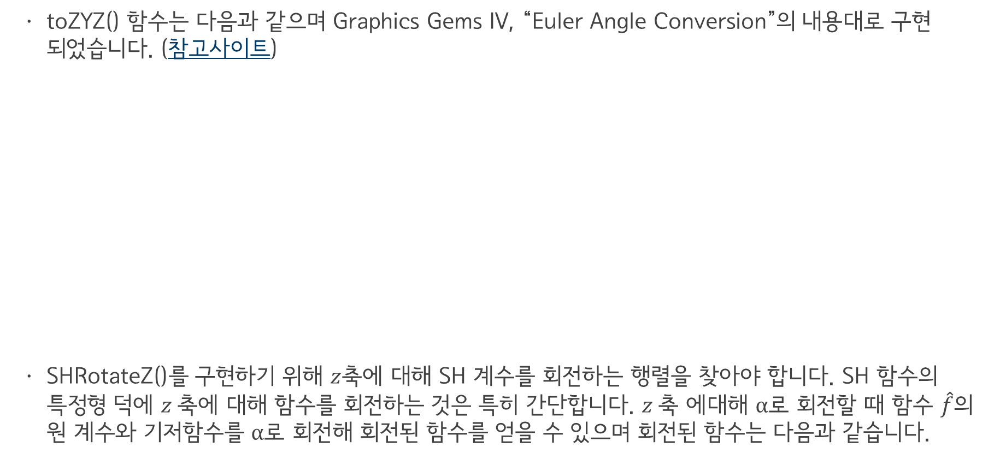 · toZYZ() 함수는 다음과 같으며 Graphics Gems IV, “Euler Angle Conversion”의 내용대로 구현
되었습니다. (참고사이트)
· SHRotateZ()를 구현하기 위해 z축에 대해 SH 계수를 회전하는 행렬을 찾아야 합니다. SH 함수의
특정형 덕에 z 축에 대해 함수를 회전하는 것은 특히 간단합니다. z 축 에대해 α로 회전할 때 함수 f̂의
원 계수와 기저함수를 α로 회전해 회전된 함수를 얻을 수 있으며 회전된 함수는 다음과 같습니다.